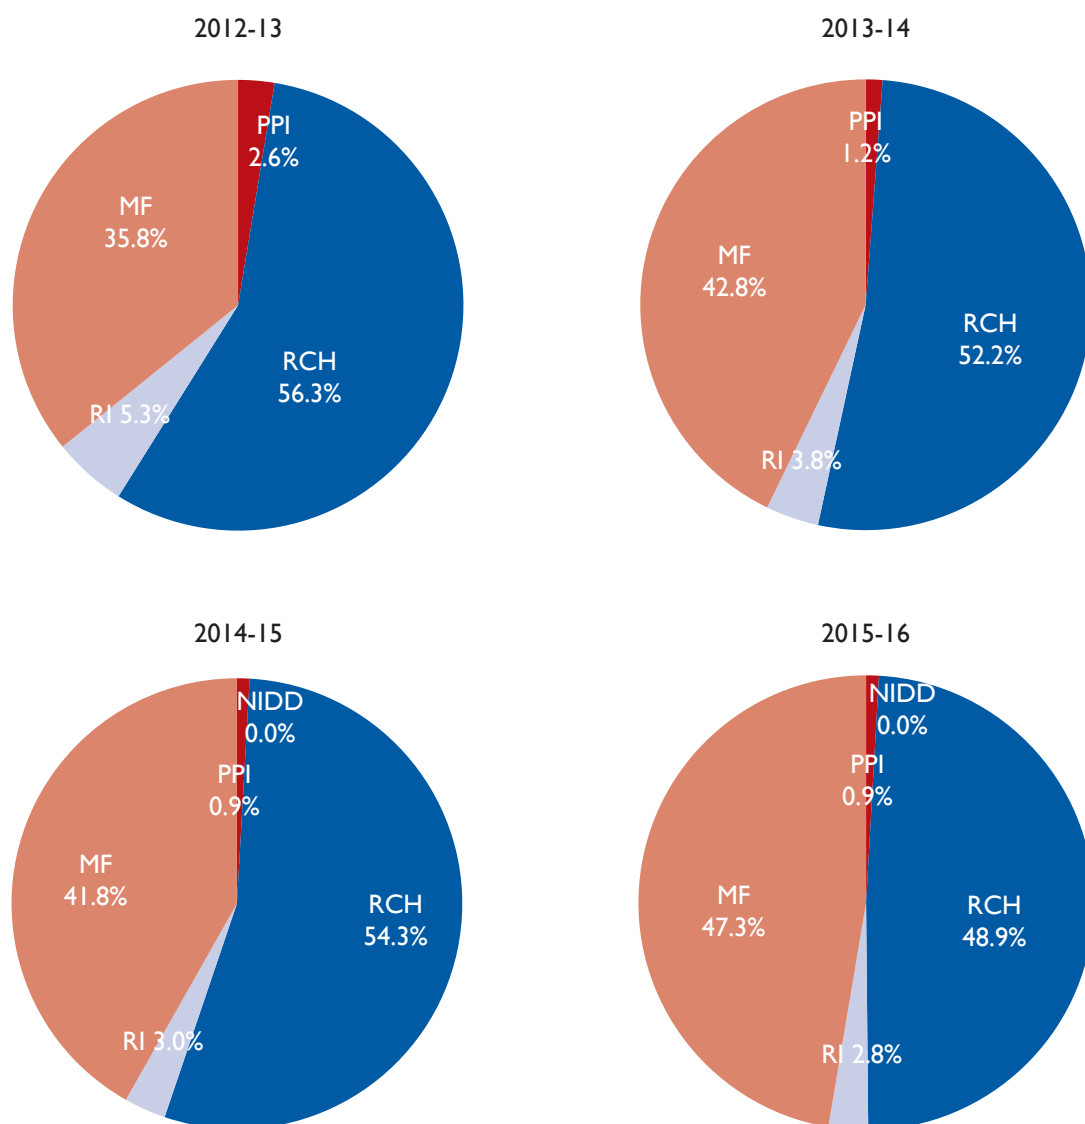 2012-13
PPI
2.6%
MF
35.8%
RCH
56.3%
RI 5.3%
2013-14
PPI
1.2%
MF
42.8%
RCH
52.2%
RI 3.8%
2014-15
NIDD
0.0%
PPI
0.9%
MF
41.8%
RCH
54.3%
RI 3.0%
2015-16
NIDD
0.0%
PPI
0.9%
MF
47.3%
RCH
48.9%
RI 2.8%